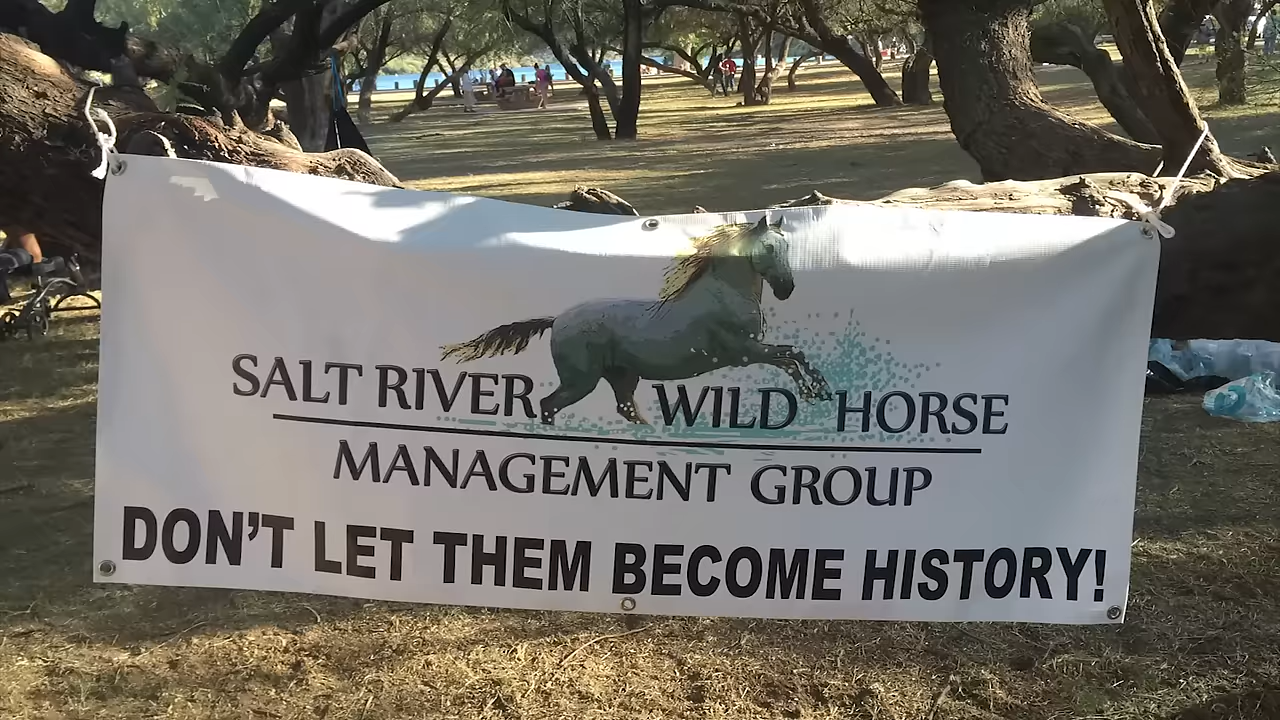 SALT RIVER WILD HORSE
MANAGEMENT GROUP
DON'T LET THEM BECOME HISTORY!